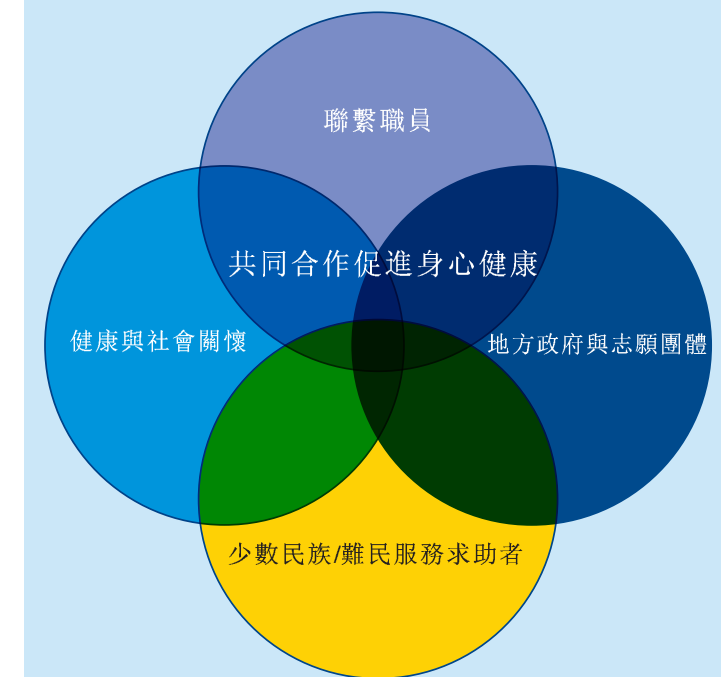 聯繫職員
共同合作促進身心健康
健康與社會關懷
地方政府與志願團體
少數民族/難民服務求助者